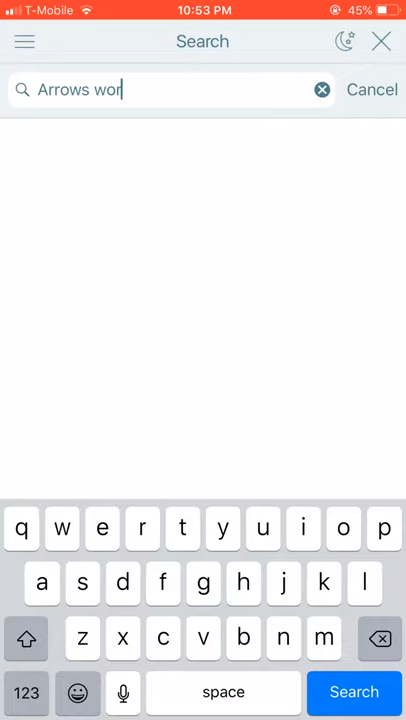 T-Mobile 10:53 PM 45%
Search
Arrows wor Cancel
q w e r t y u i o p
a s d f g h j k l
z x c v b n m
123 space Search